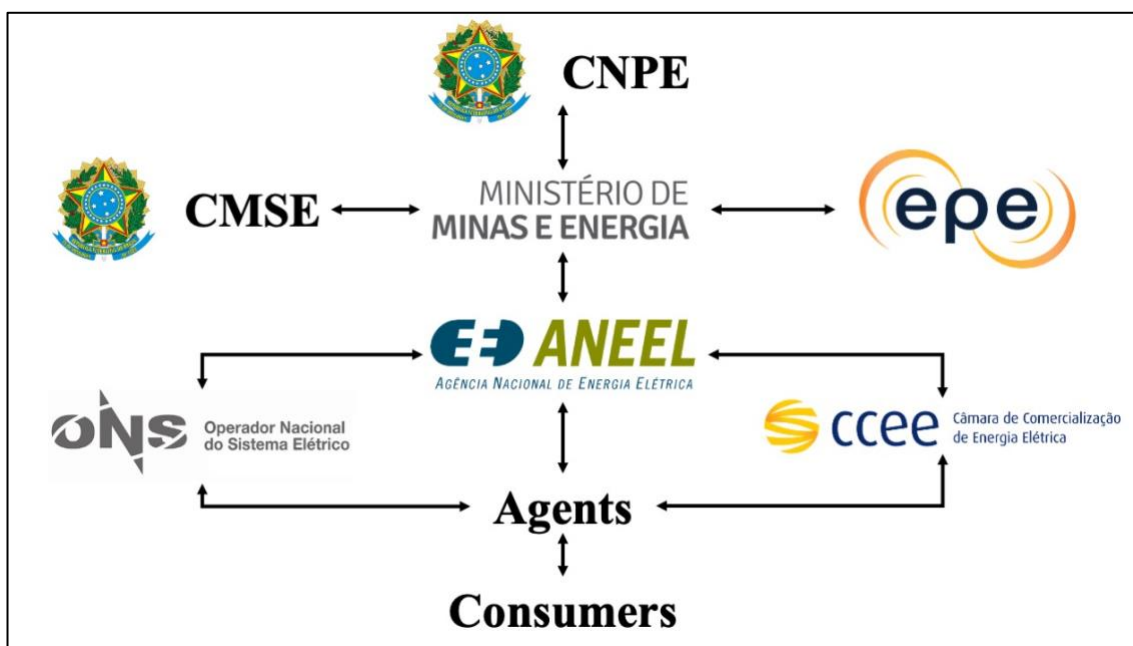 CNPE
CMSE
MINISTÉRIO DE
MINAS E ENERGIA
epe
ANEEL
AGÊNCIA NACIONAL DE ENERGIA ELÉTRICA
ONS
Operador Nacional
do Sistema Elétrico
ccee
Câmara de Comercialização
de Energia Elétrica
Agents
Consumers